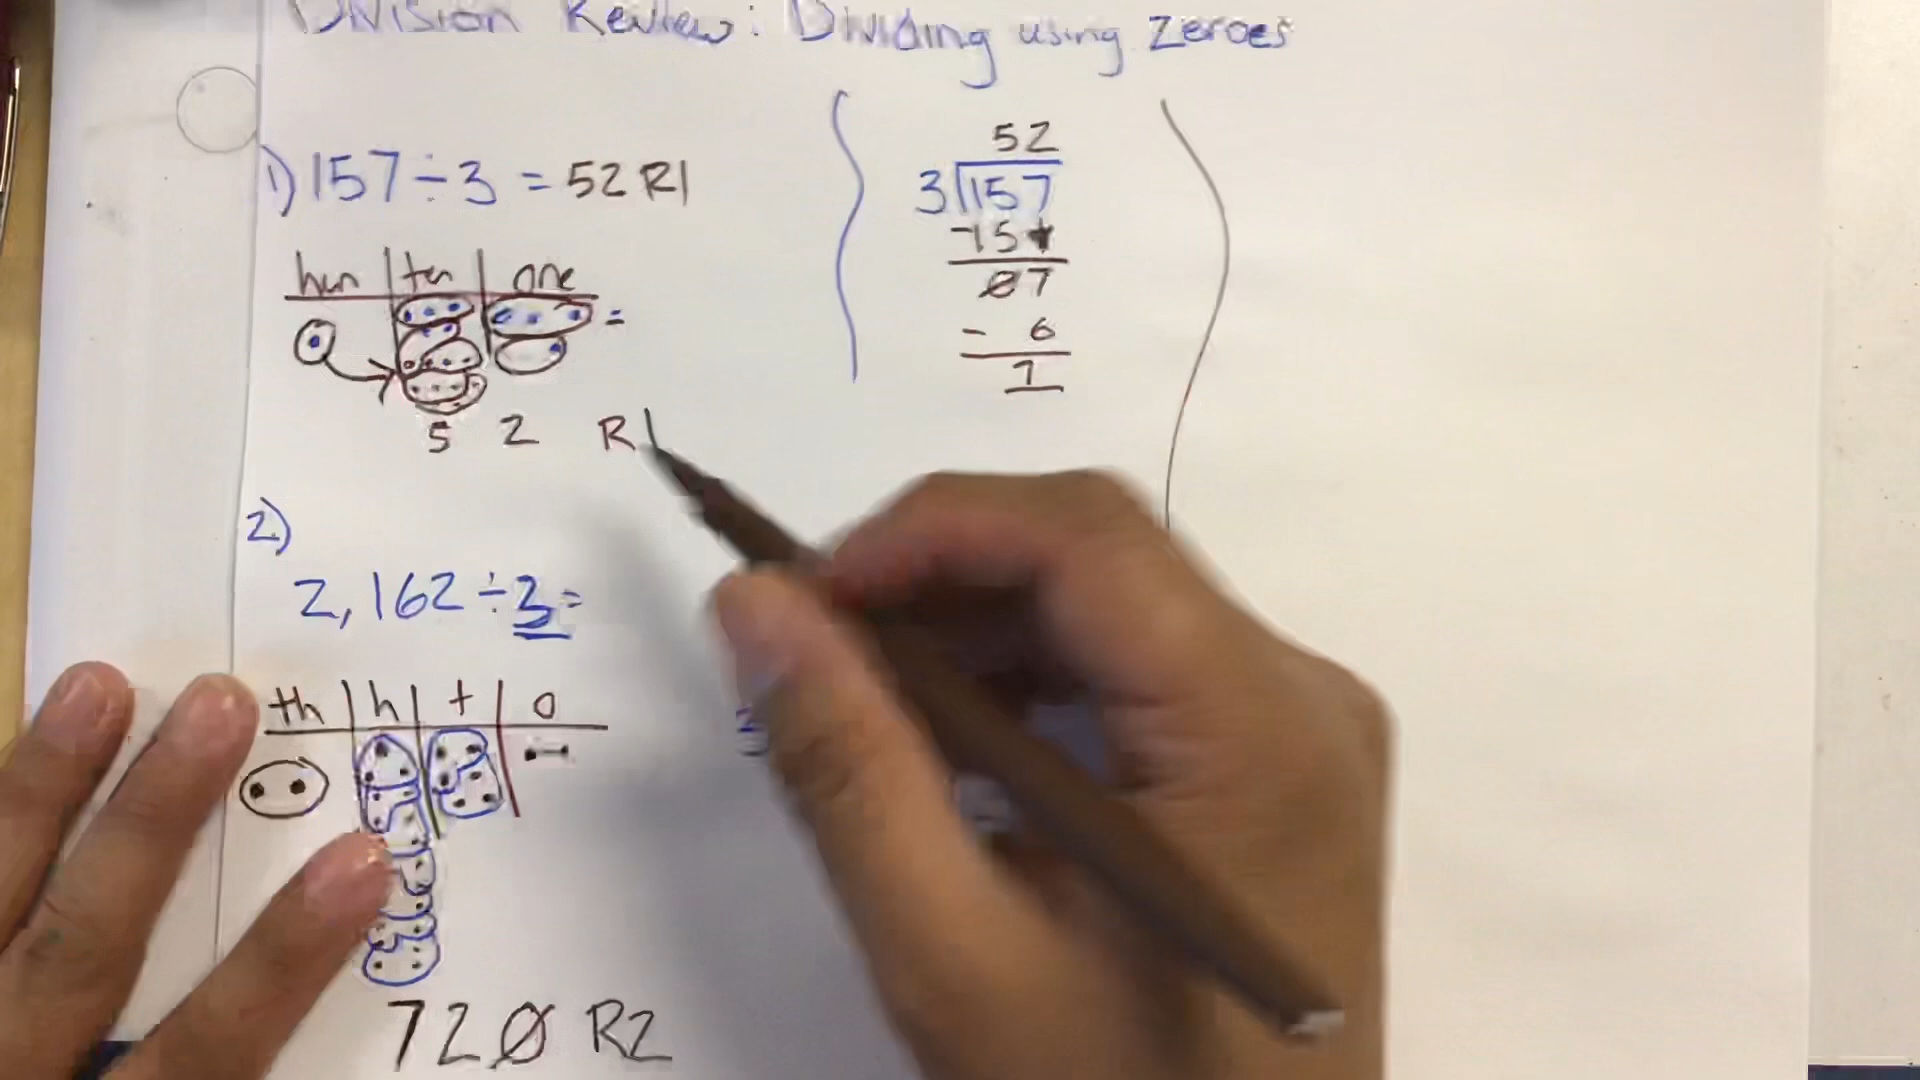 Division Review: Dividing using zeroes
1) 157 ÷ 3 = 52 R1
hun ten one
=
5 2 R1
52
3 157
-15
07
- 6
1
2)
2,162 ÷ 3 =
th h t o
3
720 R2